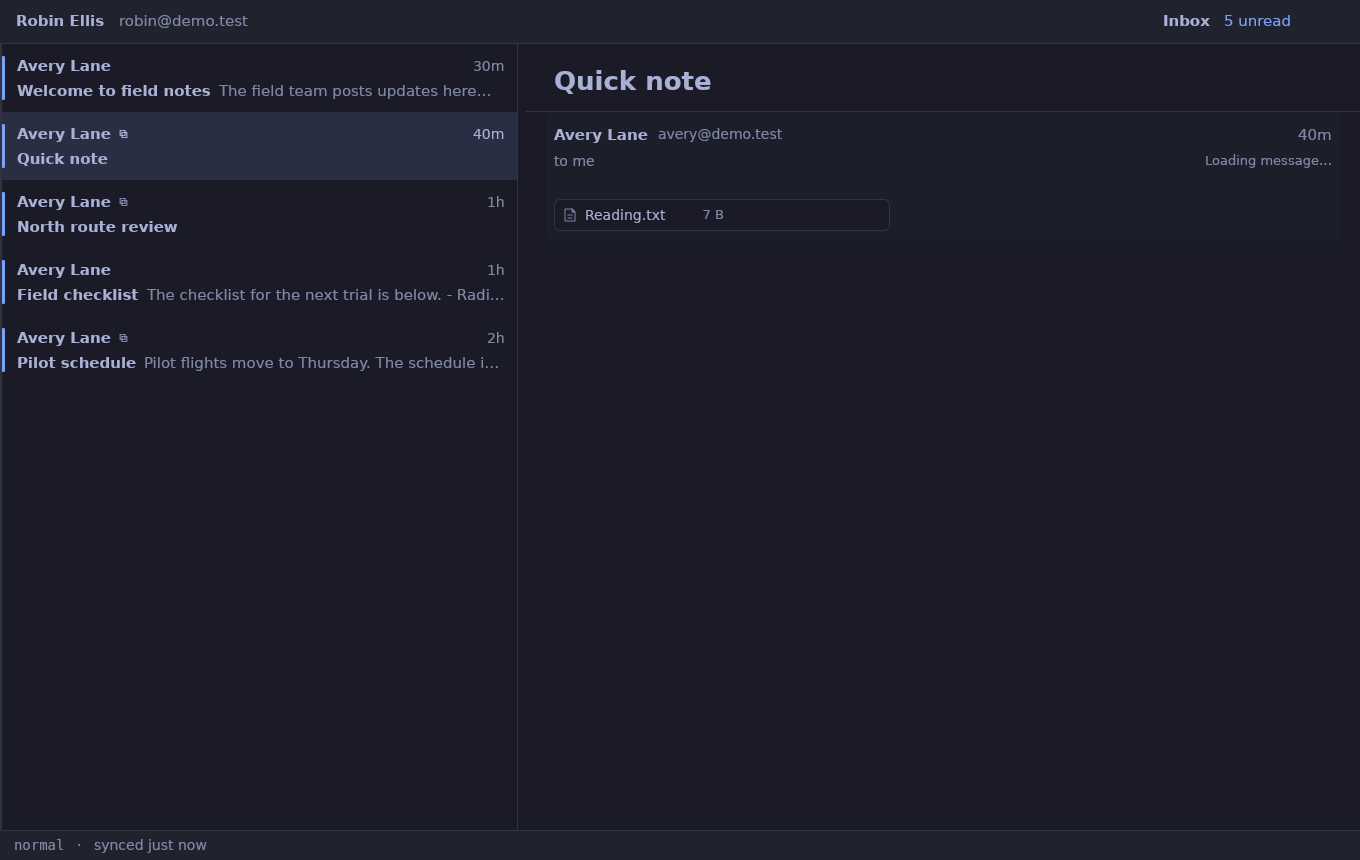 Robin Ellis robin@demo.test
Inbox 5 unread
Avery Lane 30m
Welcome to field notes The field team posts updates here…
Avery Lane 40m
Quick note
Avery Lane 1h
North route review
Avery Lane 1h
Field checklist The checklist for the next trial is below. - Radi…
Avery Lane 2h
Pilot schedule Pilot flights move to Thursday. The schedule i…
Quick note
Avery Lane avery@demo.test 40m
to me Loading message…
Reading.txt 7 B
normal · synced just now